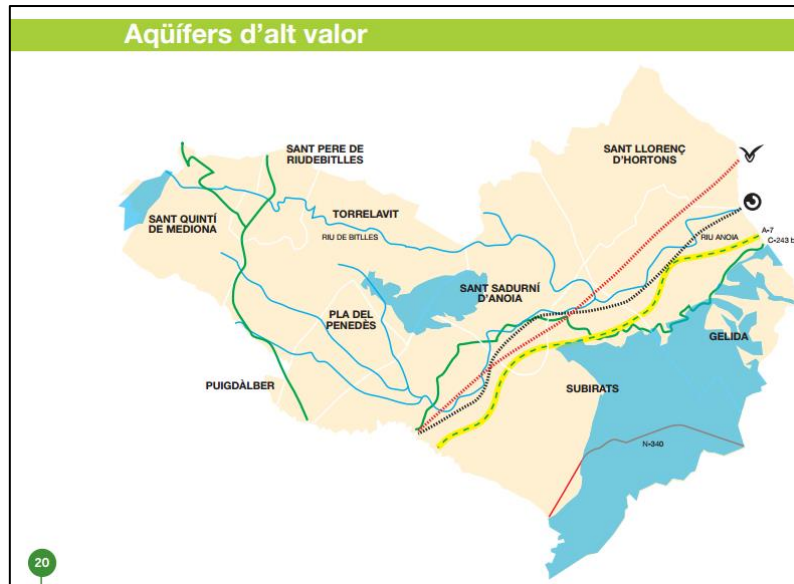 Aqüífers d'alt valor
SANT PERE DE
RIUDEBITLLES
SANT LLORENÇ
D'HORTONS
SANT QUINTÍ
DE MEDIONA
TORRELAVIT
RIU DE BITLLES
RIU ANOIA
A-7
C-243 b
SANT SADURNÍ
D'ANOIA
PLA DEL
PENEDÈS
GELIDA
PUIGDÀLBER
SUBIRATS
N-340
20